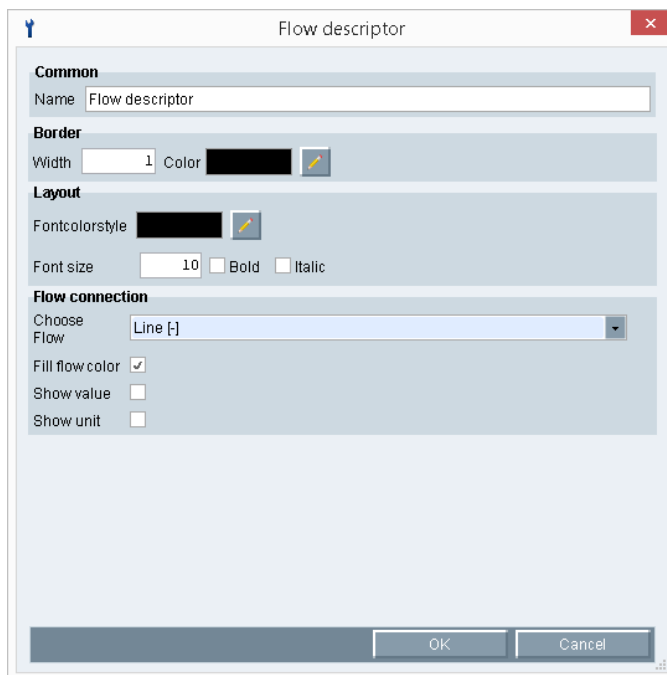 Flow descriptor
Common
Name Flow descriptor
Border
Width 1 Color
Layout
Fontcolorstyle
Font size 10 Bold Italic
Flow connection
Choose
Flow
Line [-]
Fill flow color
Show value
Show unit
OK Cancel